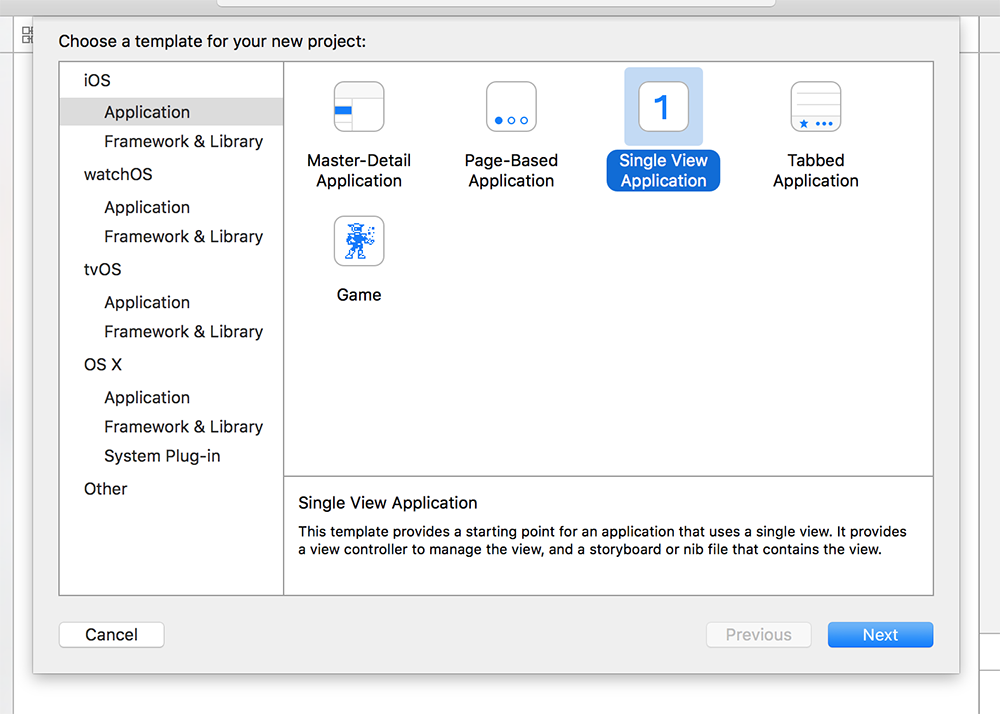 Choose a template for your new project:
iOS
Application
Framework & Library
watchOS
Application
Framework & Library
tvOS
Application
Framework & Library
OS X
Application
Framework & Library
System Plug-in
Other
Master-Detail
Application
Page-Based
Application
1
Single View
Application
Tabbed
Application
Game
Single View Application
This template provides a starting point for an application that uses a single view. It provides
a view controller to manage the view, and a storyboard or nib file that contains the view.
Cancel
Previous
Next